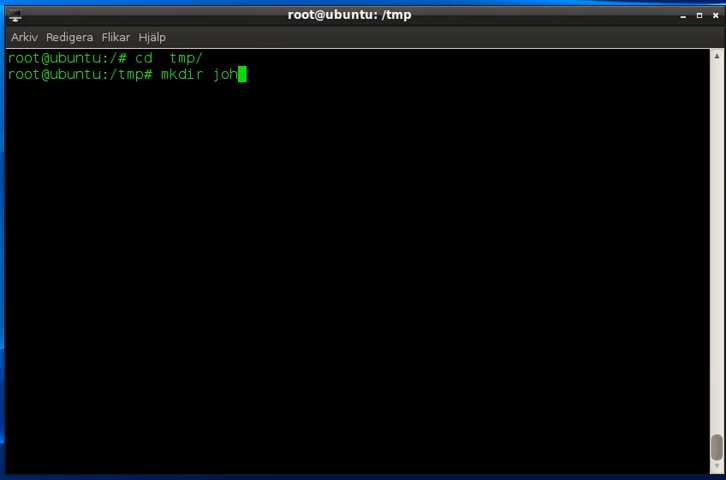 root@ubuntu: /tmp
Arkiv Redigera Flikar Hjälp
root@ubuntu:/# cd  tmp/
root@ubuntu:/tmp# mkdir joh